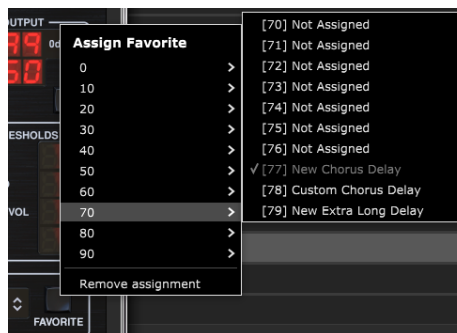 OUTPUT
0d
ESHOLDS
VOL
FAVORITE
Assign Favorite
0
10
20
30
40
50
60
70
80
90
Remove assignment
[70] Not Assigned
[71] Not Assigned
[72] Not Assigned
[73] Not Assigned
[74] Not Assigned
[75] Not Assigned
[76] Not Assigned
✓[77] New Chorus Delay
[78] Custom Chorus Delay
[79] New Extra Long Delay